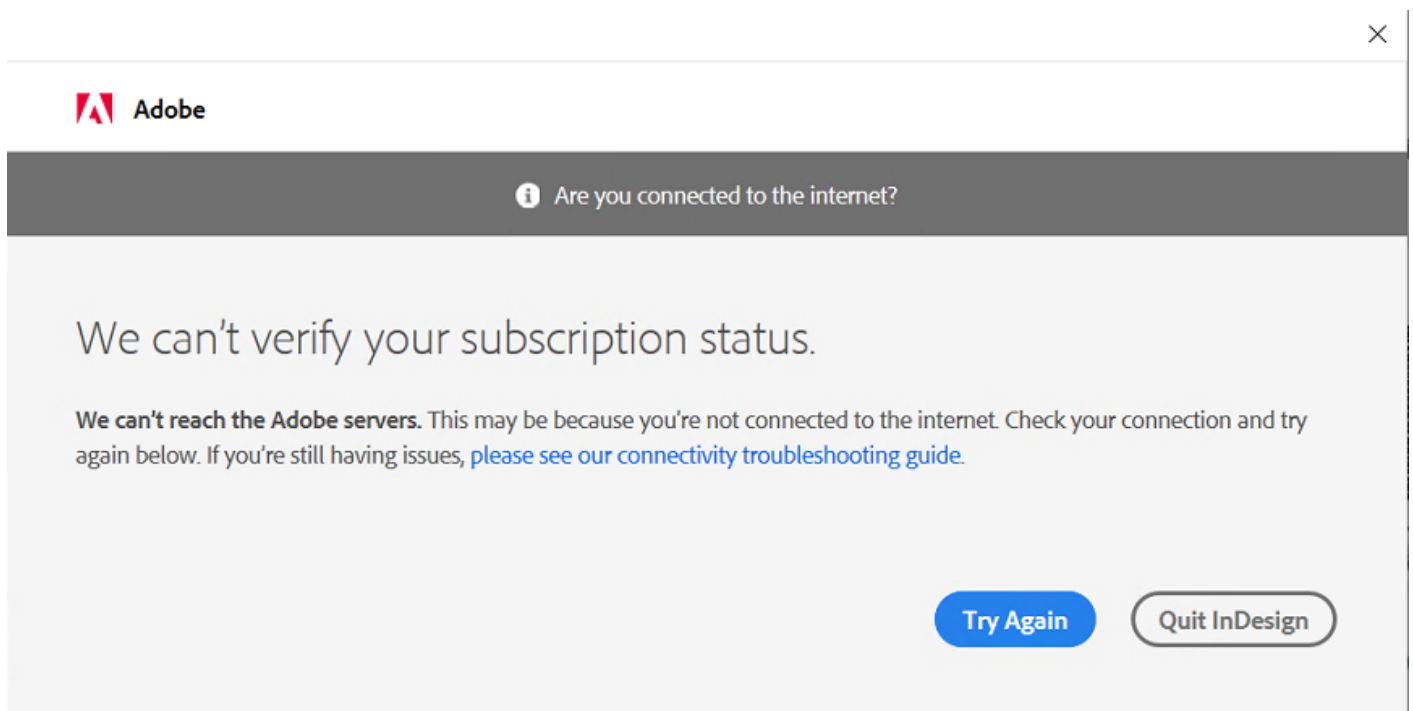 Adobe
Are you connected to the internet?
We can't verify your subscription status.
We can't reach the Adobe servers. This may be because you're not connected to the internet. Check your connection and try
again below. If you're still having issues, please see our connectivity troubleshooting guide.
Try Again
Quit InDesign